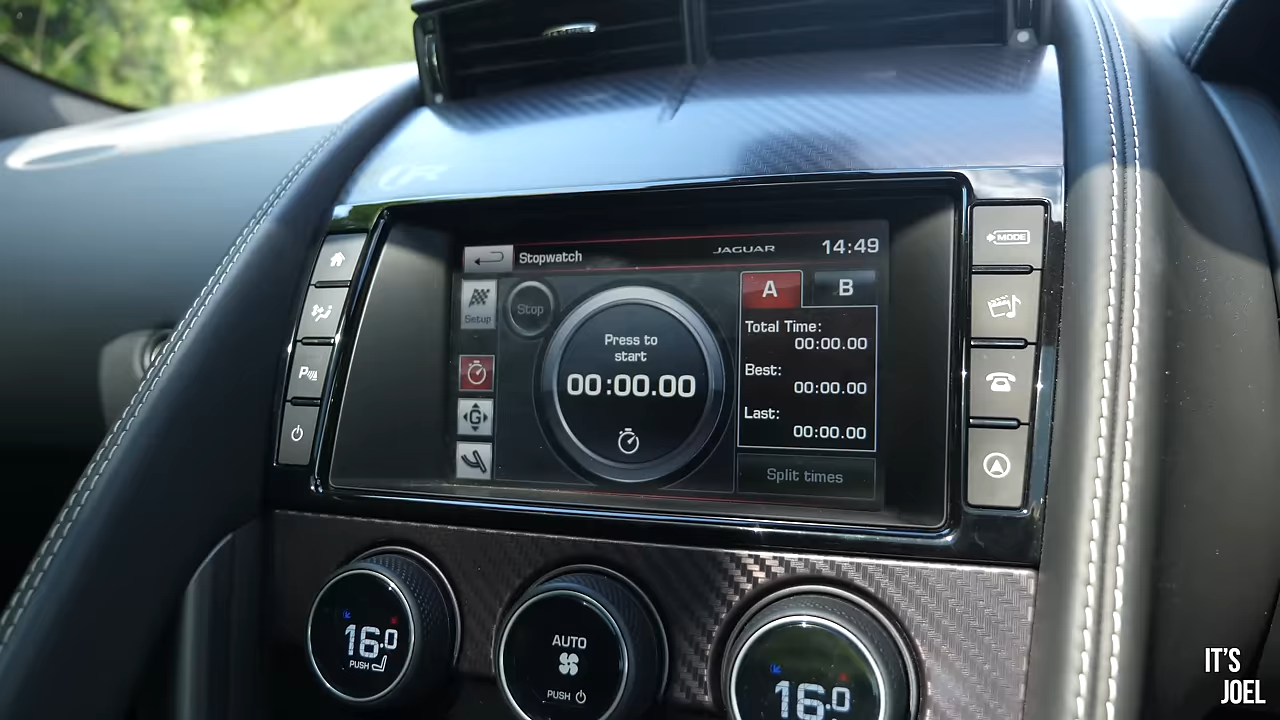 Stopwatch
JAGUAR
14:49
MODE
Setup
Stop
Press to
start
00:00.00
A
B
Total Time:
00:00.00
Best:
00:00.00
Last:
00:00.00
Split times
G
P
16.0
PUSH
AUTO
PUSH
16.0
IT'S
JOEL